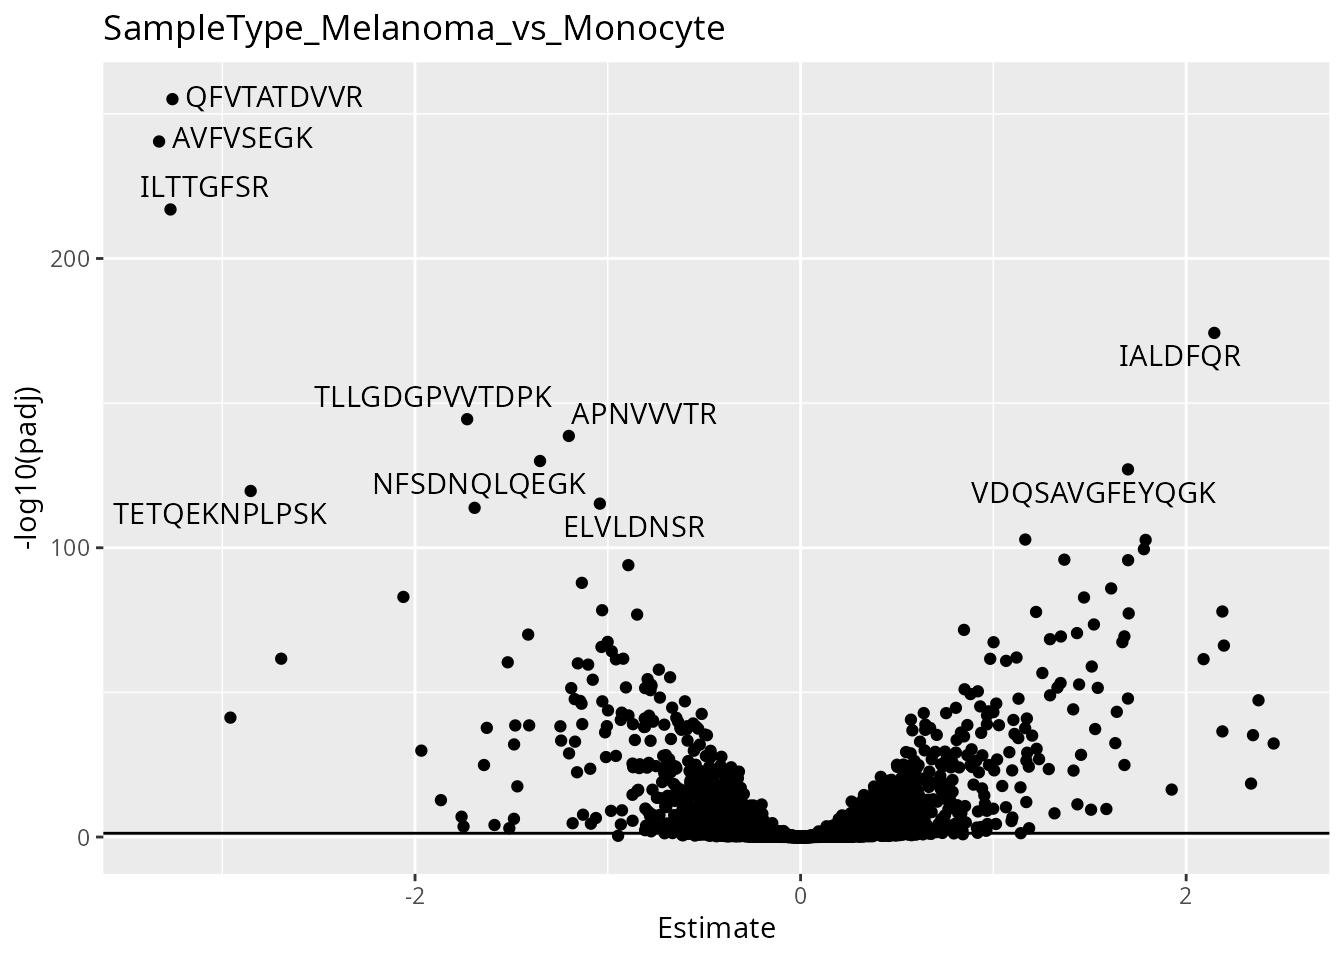 SampleType_Melanoma_vs_Monocyte
QFVTATDVVR
AVFVSEGK
ILTTGFSR
200
IALDFQR
TLLGDGPVVTDPK
APNVVVTR
NFSDNQLQEGK
VDQSAVGFEYQGK
TETQEKNPLPSK
ELVLDNSR
100
0
-log10(padj)
-2
0
2
Estimate